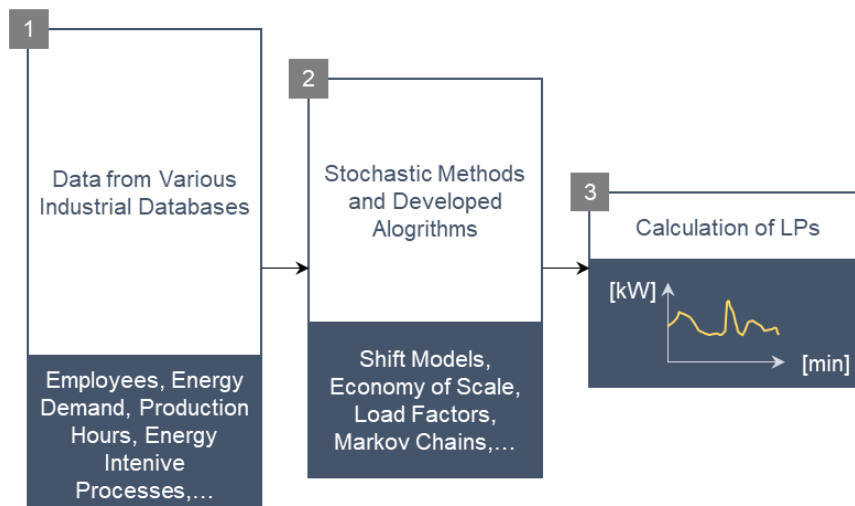 1
Data from Various
Industrial Databases
Employees, Energy
Demand, Production
Hours, Energy
Intenive
Processes,...
2
Stochastic Methods
and Developed
Alogrithms
Shift Models,
Economy of Scale,
Load Factors,
Markov Chains,...
3
Calculation of LPs
[kW]
[min]